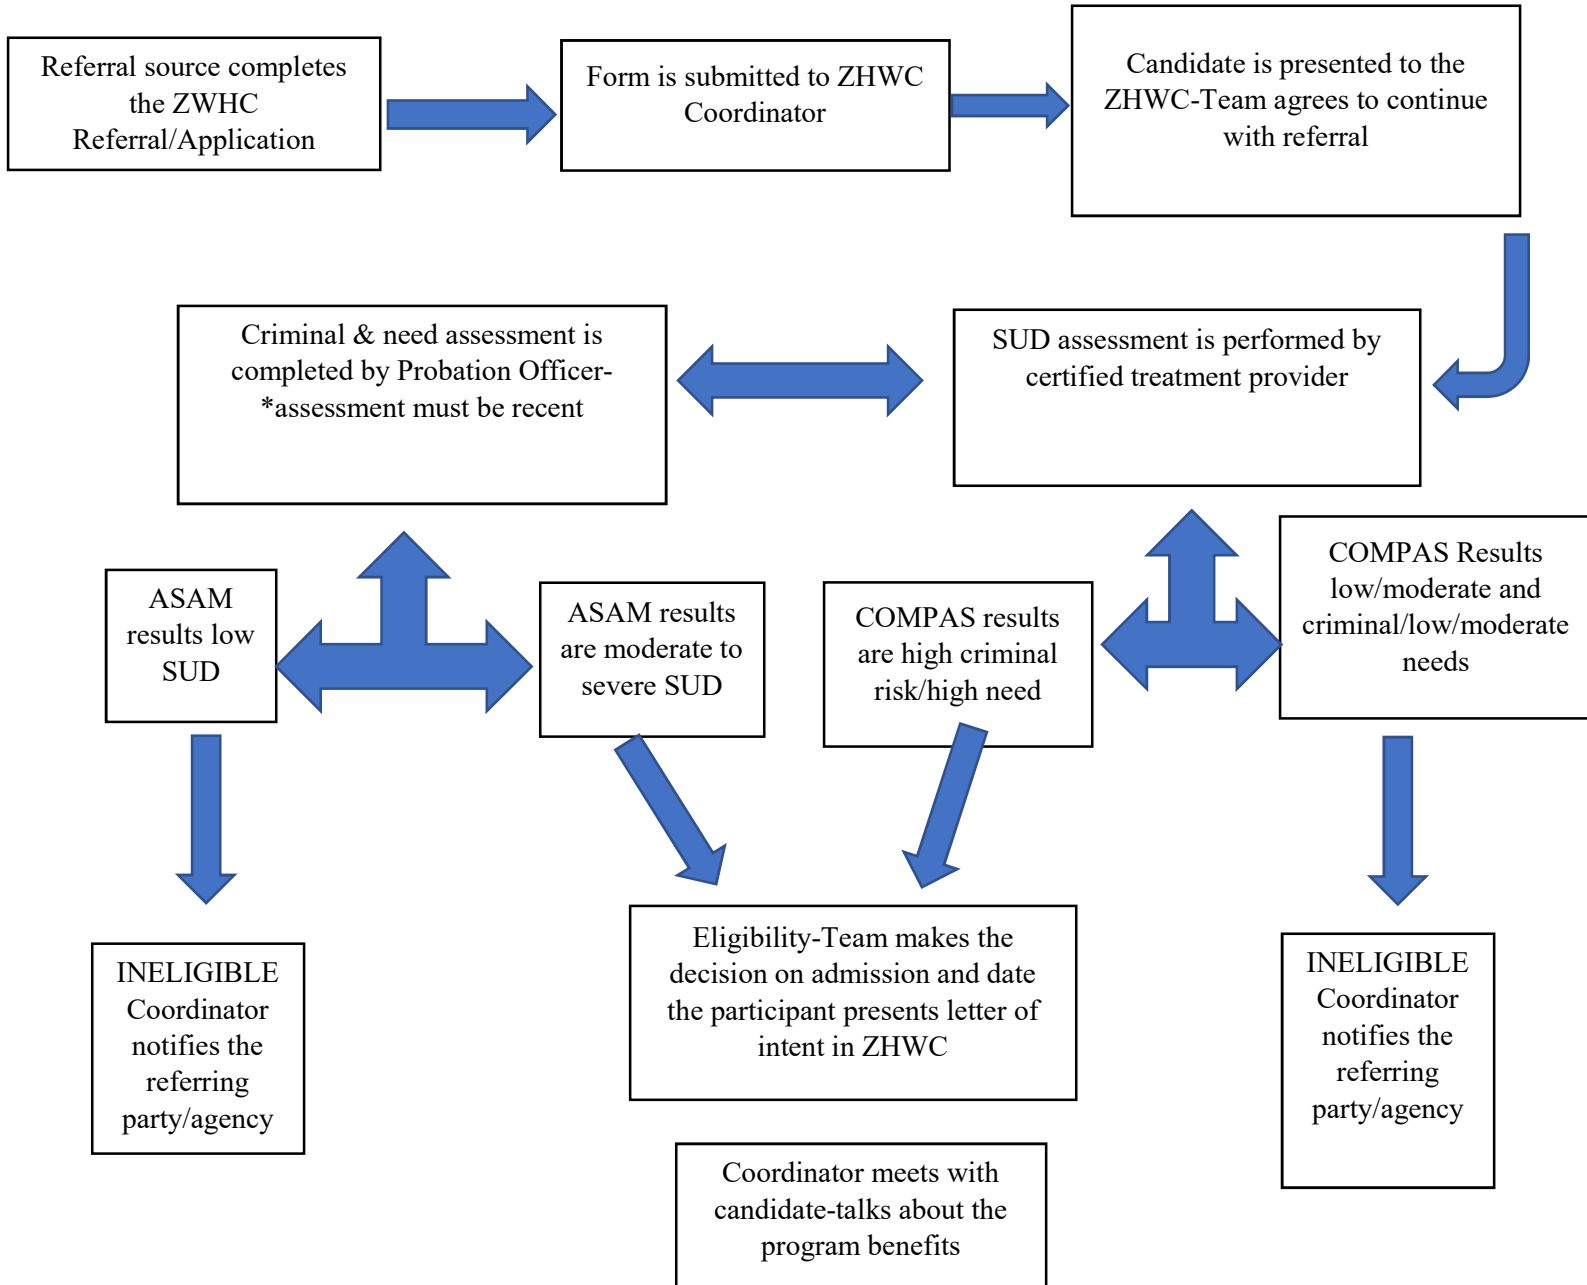 Referral source completes
the ZWHC
Referral/Application
Form is submitted to ZHWC
Coordinator
Candidate is presented to the
ZHWC-Team agrees to continue
with referral
Criminal & need assessment is
completed by Probation Officer-
*assessment must be recent
SUD assessment is performed by
certified treatment provider
ASAM
results low
SUD
ASAM results
are moderate to
severe SUD
COMPAS results
are high criminal
risk/high need
COMPAS Results
low/moderate and
criminal/low/moderate
needs
INELIGIBLE
Coordinator
notifies the
referring
party/agency
Eligibility-Team makes the
decision on admission and date
the participant presents letter of
intent in ZHWC
INELIGIBLE
Coordinator
notifies the
referring
party/agency
Coordinator meets with
candidate-talks about the
program benefits